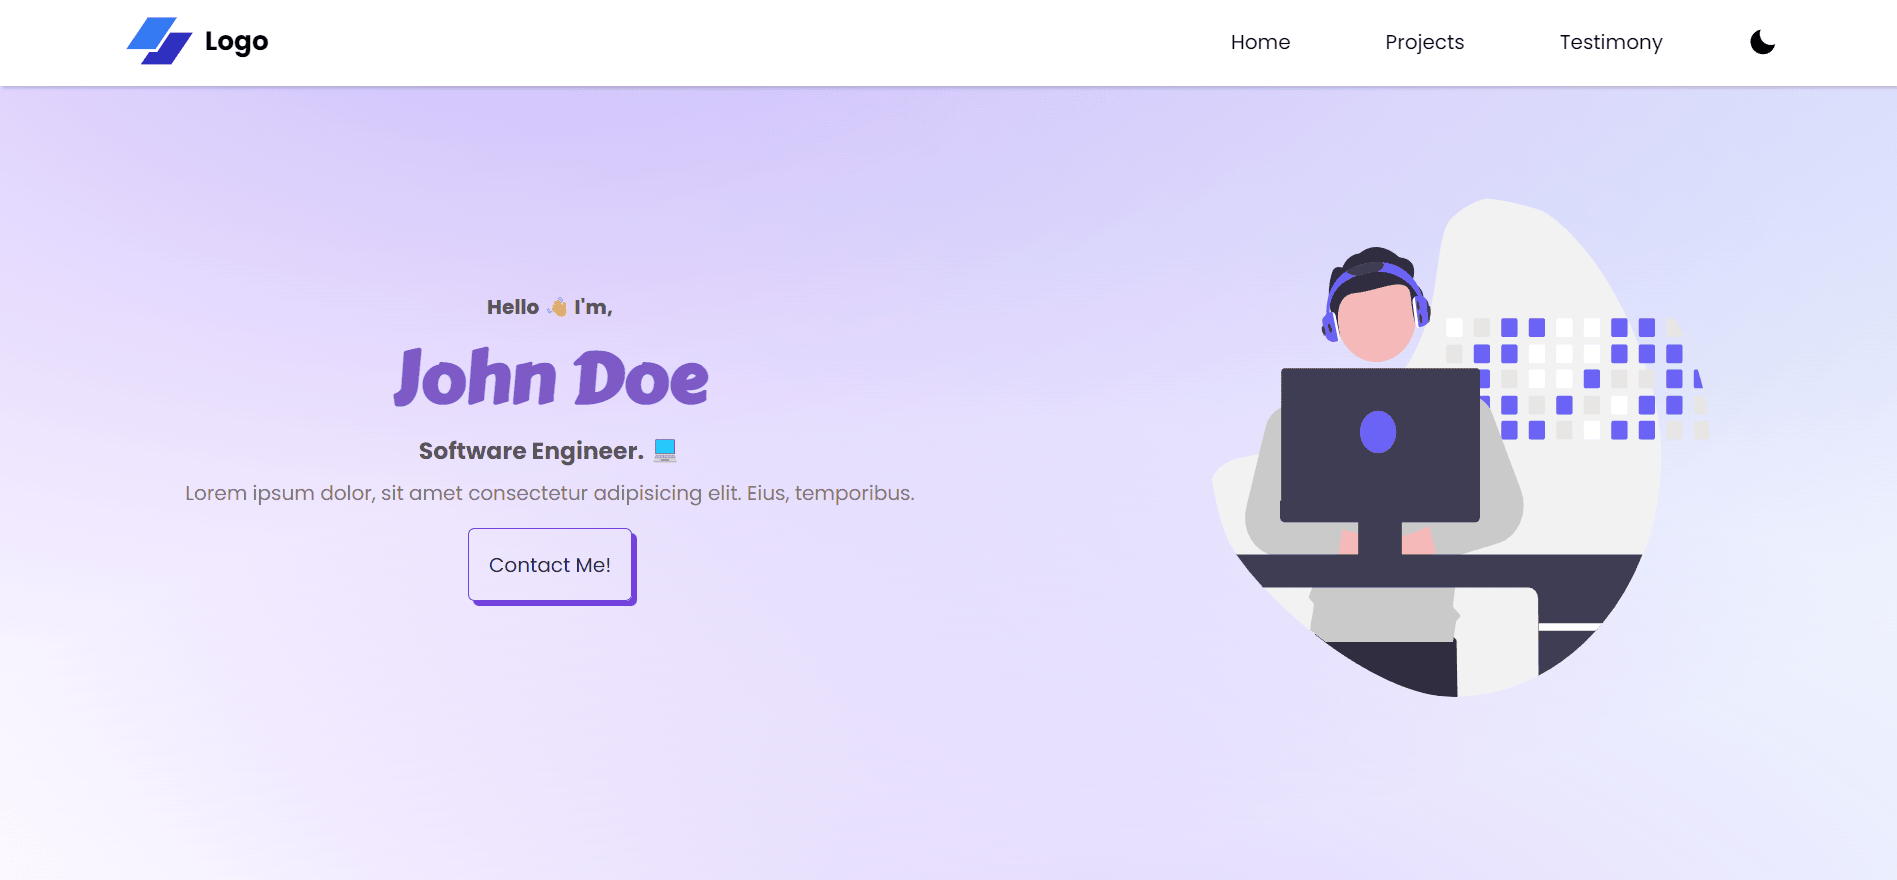 Logo
Home Projects Testimony
Hello 👋🏼 I'm,
John Doe
Software Engineer. 💻
Lorem ipsum dolor, sit amet consectetur adipisicing elit. Eius, temporibus.
Contact Me!